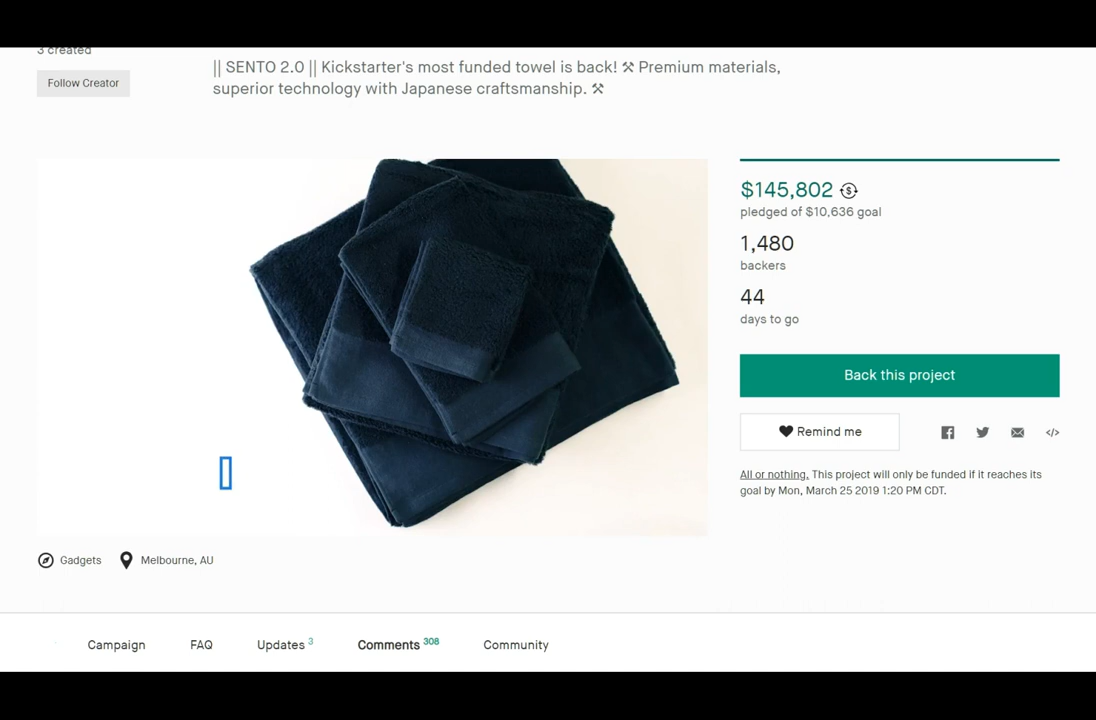 3 created
Follow Creator
|| SENTO 2.0 || Kickstarter's most funded towel is back! ⚒ Premium materials,
superior technology with Japanese craftsmanship. ⚒
$145,802
pledged of $10,636 goal
1,480
backers
44
days to go
Back this project
Remind me
</>
All or nothing. This project will only be funded if it reaches its
goal by Mon, March 25 2019 1:20 PM CDT.
Gadgets Melbourne, AU
Campaign FAQ Updates 3 Comments 308 Community